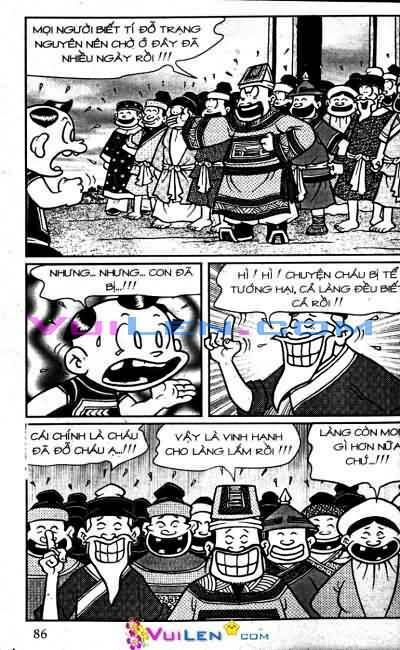 MỌI NGƯỜI BIẾT TÍ ĐỖ TRẠNG
NGUYÊN NÊN CHỜ Ở ĐÂY ĐÃ
NHIỀU NGÀY RỒI !!!
NHƯNG... NHƯNG... CON ĐÃ
BỊ...!!!
HÌ ! HÌ ! CHUYỆN CHÁU BỊ TỂ
TƯỚNG HẠI, CẢ LÀNG ĐỀU BIẾ
CẢ RỒI !!
VUILEN.COM
CÁI CHÍNH LÀ CHÁU
ĐÃ ĐỖ CHÁU Ạ...!!!
VẬY LÀ VINH HẠNH
CHO LÀNG LẮM RỒI !!!
LÀNG CÒN MO
GÌ HƠN NỮA
CHỨ...!!!
86
VUILEN.COM